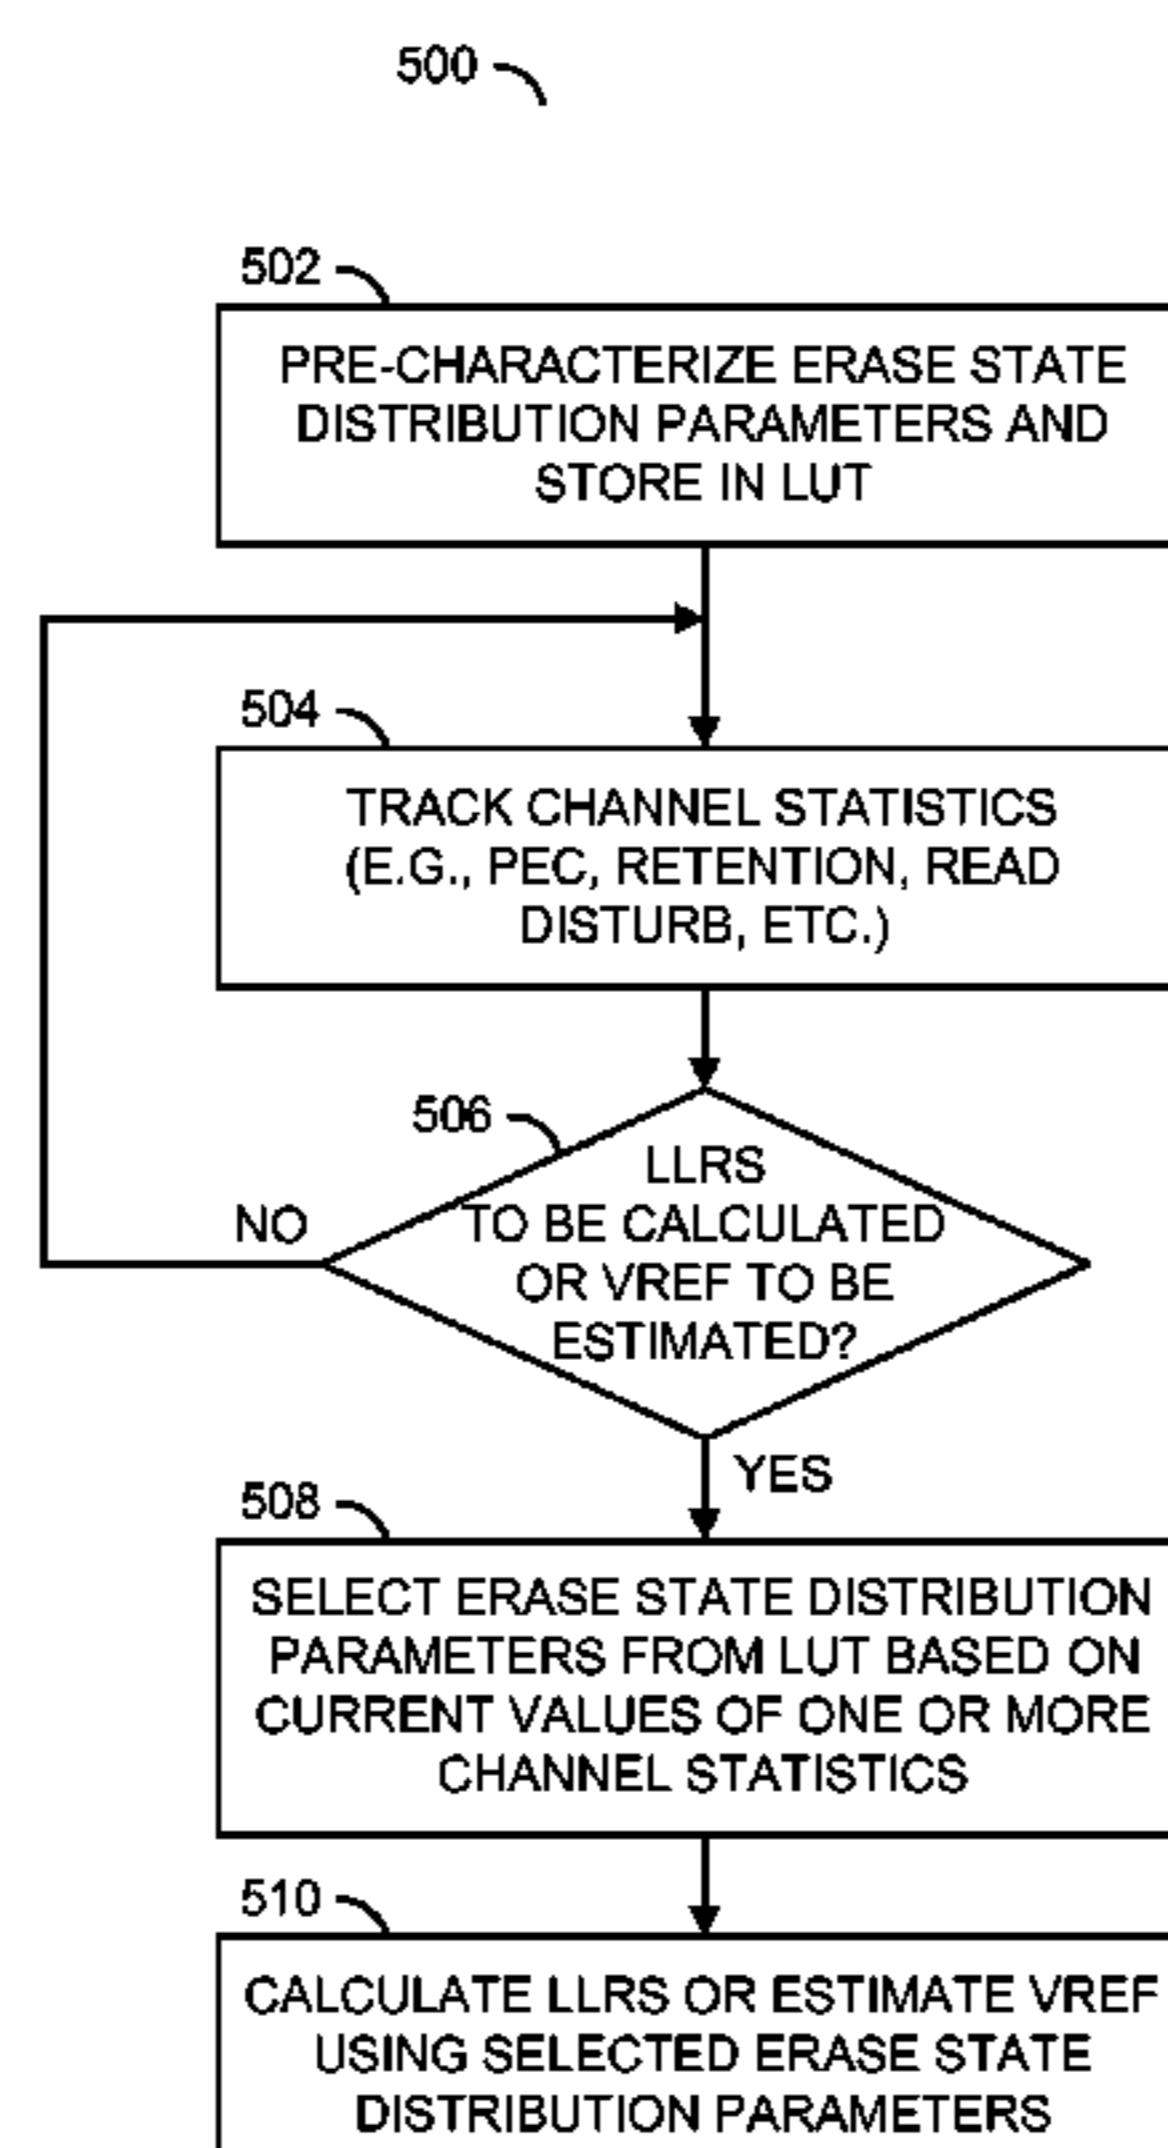 500
502
PRE-CHARACTERIZE ERASE STATE
DISTRIBUTION PARAMETERS AND
STORE IN LUT
504
TRACK CHANNEL STATISTICS
(E.G., PEC, RETENTION, READ
DISTURB, ETC.)
506
LLRS
TO BE CALCULATED
OR VREF TO BE
ESTIMATED?
NO
YES
508
SELECT ERASE STATE DISTRIBUTION
PARAMETERS FROM LUT BASED ON
CURRENT VALUES OF ONE OR MORE
CHANNEL STATISTICS
510
CALCULATE LLRS OR ESTIMATE VREF
USING SELECTED ERASE STATE
DISTRIBUTION PARAMETERS